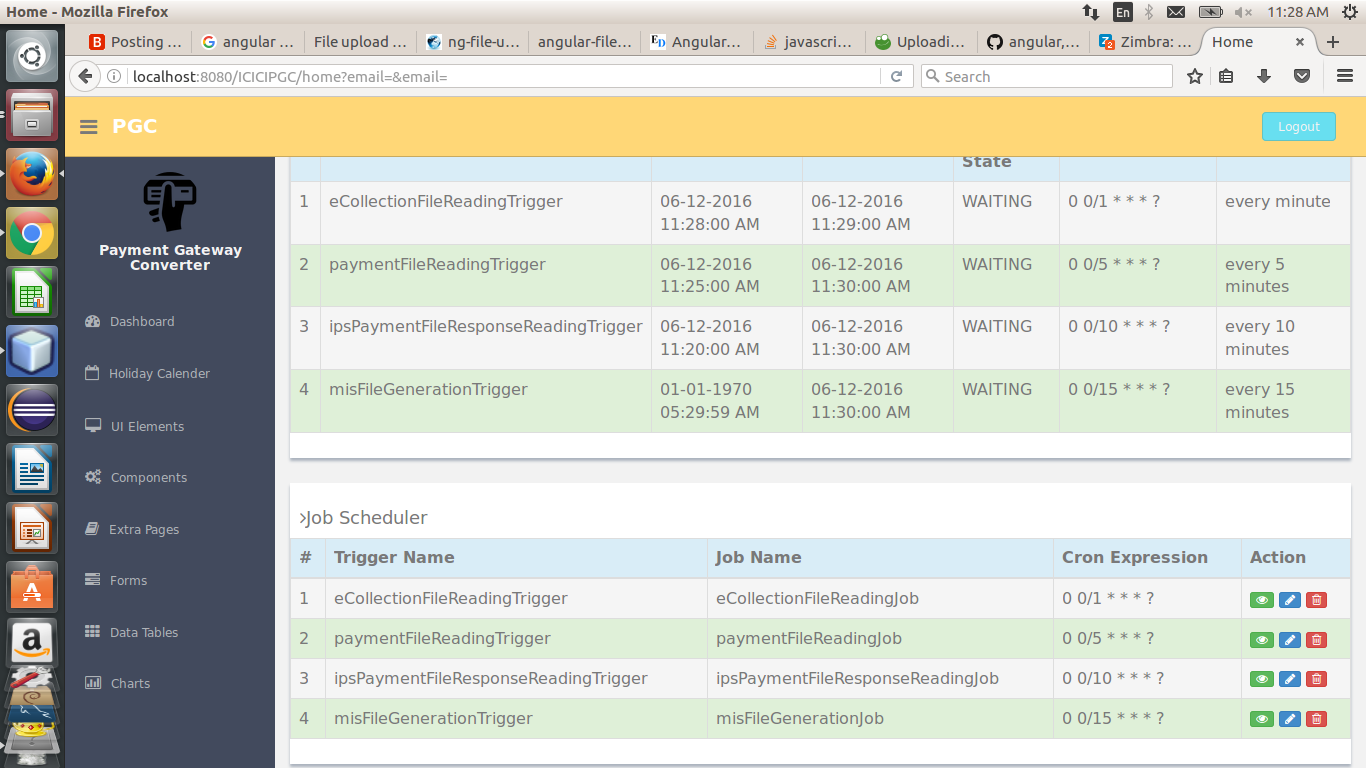 Home - Mozilla Firefox
En
11:28 AM
Posting ...
angular ...
File upload ...
ng-file-u...
angular-file...
Angular...
javascri...
Uploadi...
angular,...
Zimbra: ...
Home
localhost:8080/ICICIPGC/home?email=&email=
Search
PGC
Logout
Payment Gateway
Converter
Dashboard
Holiday Calender
UI Elements
Components
Extra Pages
Forms
Data Tables
Charts
State
1 eCollectionFileReadingTrigger 06-12-2016 06-12-2016 WAITING 0 0/1 * * * ? every minute
11:28:00 AM 11:29:00 AM
2 paymentFileReadingTrigger 06-12-2016 06-12-2016 WAITING 0 0/5 * * * ? every 5
11:25:00 AM 11:30:00 AM minutes
3 ipsPaymentFileResponseReadingTrigger 06-12-2016 06-12-2016 WAITING 0 0/10 * * * ? every 10
11:20:00 AM 11:30:00 AM minutes
4 misFileGenerationTrigger 01-01-1970 06-12-2016 WAITING 0 0/15 * * * ? every 15
05:29:59 AM 11:30:00 AM minutes
Job Scheduler
# Trigger Name Job Name Cron Expression Action
1 eCollectionFileReadingTrigger eCollectionFileReadingJob 0 0/1 * * * ?
2 paymentFileReadingTrigger paymentFileReadingJob 0 0/5 * * * ?
3 ipsPaymentFileResponseReadingTrigger ipsPaymentFileResponseReadingJob 0 0/10 * * * ?
4 misFileGenerationTrigger misFileGenerationJob 0 0/15 * * * ?